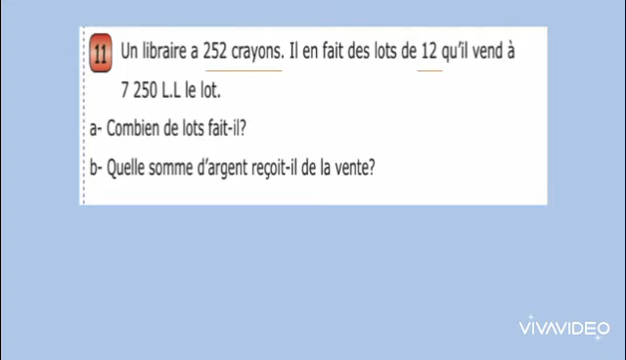 11 Un libraire a 252 crayons. Il en fait des lots de 12 qu'il vend à
7 250 L.L le lot.
a- Combien de lots fait-il?
b- Quelle somme d'argent reçoit-il de la vente?
VIVAVIDEO